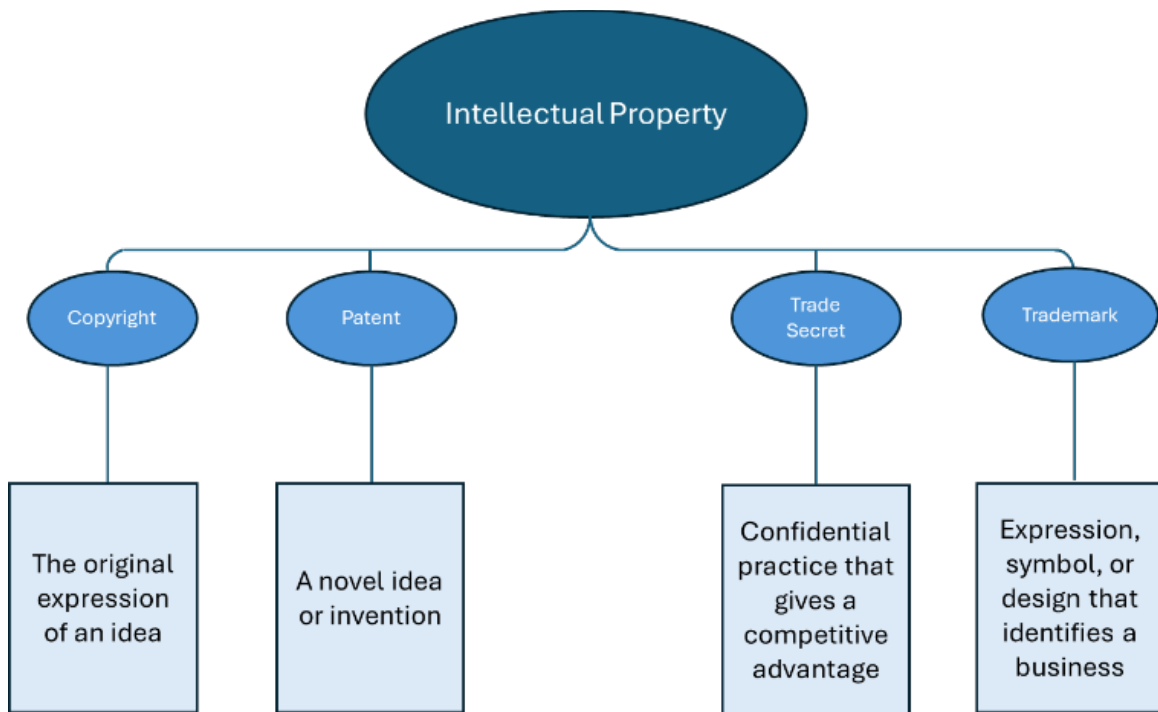 Intellectual Property
Copyright
Patent
Trade
Secret
Trademark
The original
expression
of an idea
A novel idea
or invention
Confidential
practice that
gives a
competitive
advantage
Expression,
symbol, or
design that
identifies a
business